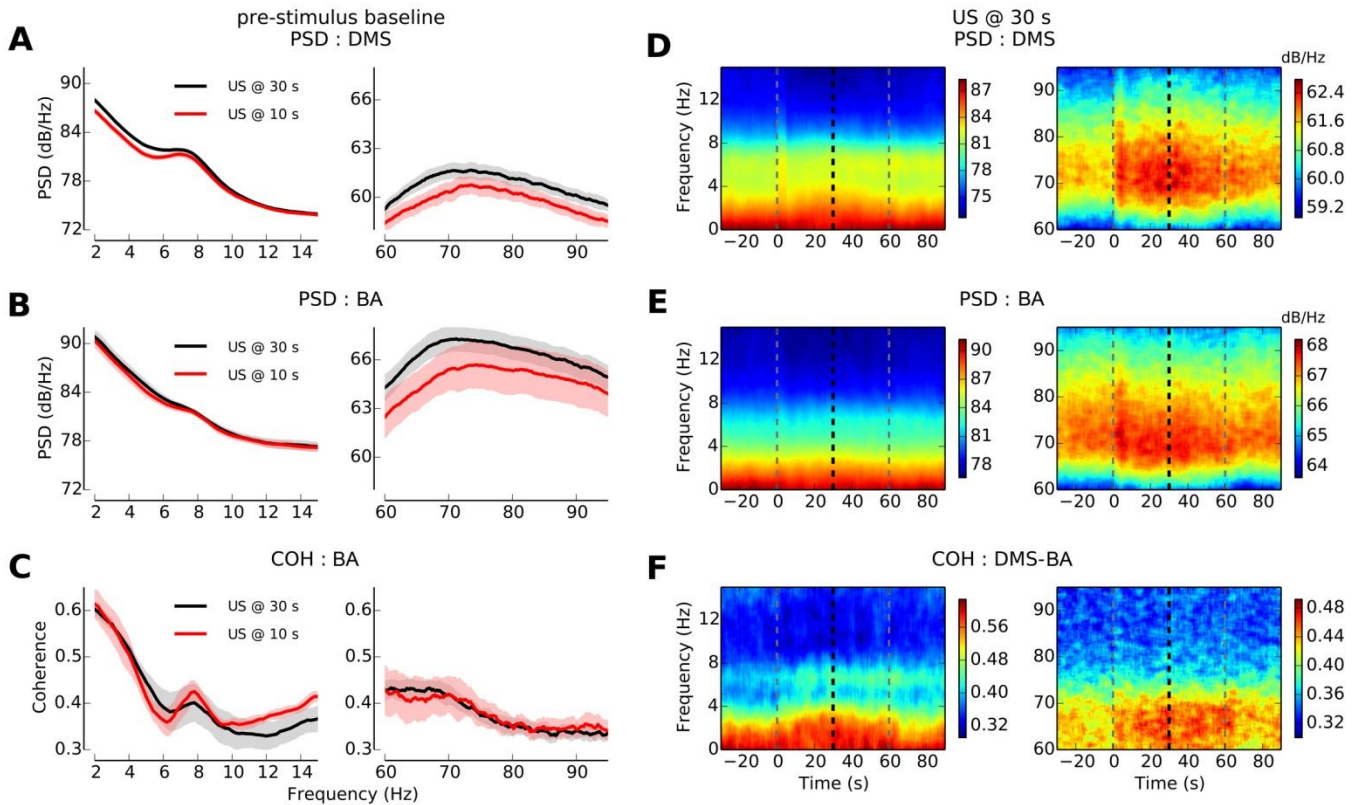 pre-stimulus baseline
A
PSD : DMS
US @ 30 s
US @ 10 s
PSD (dB/Hz)
92
84
78
72
2 4 6 8 10 12 14
66
63
60
60 70 80 90
B
PSD : BA
US @ 30 s
US @ 10 s
PSD (dB/Hz)
90
84
78
72
2 4 6 8 10 12 14
66
63
60
60 70 80 90
C
COH : BA
US @ 30 s
US @ 10 s
Coherence
0.6
0.5
0.4
0.3
2 4 6 8 10 12 14
0.6
0.5
0.4
0.3
60 70 80 90
Frequency (Hz)
US @ 30 s
D
PSD : DMS
Frequency (Hz)
12
8
4
0
−20 0 20 40 60 80
87
84
81
78
75
90
80
70
60
−20 0 20 40 60 80
dB/Hz
62.4
61.6
60.8
60.0
59.2
E
PSD : BA
Frequency (Hz)
12
8
4
0
−20 0 20 40 60 80
90
87
84
81
78
90
80
70
60
−20 0 20 40 60 80
dB/Hz
68
67
66
65
64
F
COH : DMS-BA
Frequency (Hz)
12
8
4
0
−20 0 20 40 60 80
0.56
0.48
0.40
0.32
90
85
80
75
70
65
60
−20 0 20 40 60 80
0.48
0.44
0.40
0.36
0.32
Time (s)
Time (s)